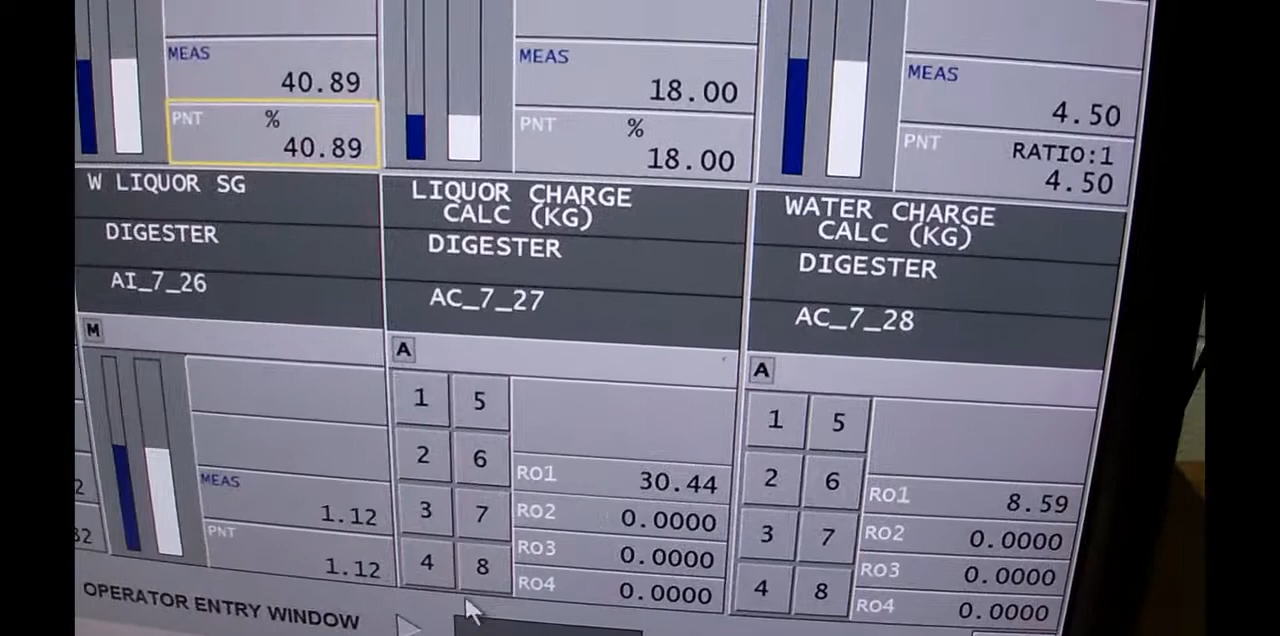 MEAS
40.89
PNT %
40.89
MEAS
18.00
PNT %
18.00
MEAS
4.50
PNT RATIO:1
4.50
W LIQUOR SG
DIGESTER
AI_7_26
M
MEAS
1.12
PNT
1.12
LIQUOR CHARGE
CALC (KG)
DIGESTER
AC_7_27
A
1 5
2 6
3 7
4 8
RO1 30.44
RO2 0.0000
RO3 0.0000
RO4 0.0000
WATER CHARGE
CALC (KG)
DIGESTER
AC_7_28
A
1 5
2 6
3 7
4 8
RO1 8.59
RO2 0.0000
RO3 0.0000
RO4 0.0000
OPERATOR ENTRY WINDOW